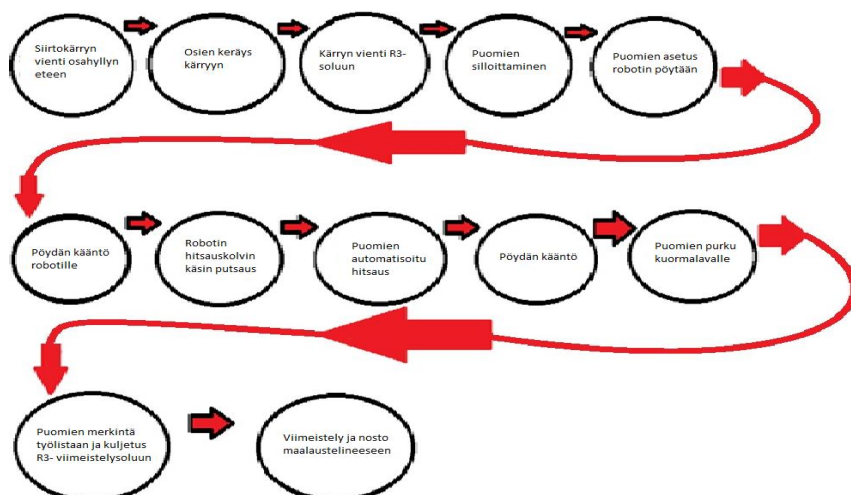 Siirtokärryn
vienti osahyllyn
eteen
Osien keräys
kärryyn
Kärryn vienti R3-
soluun
Puomien
silloittaminen
Puomien asetus
robotin pöytään
Pöydän kääntö
robotille
Robotin
hitsauskolvin
käsin putsaus
Puomien
automatisoitu
hitsaus
Pöydän kääntö
Puomien purku
kuormalavalle
Puomien merkintä
työlistaan ja kuljetus
R3- viimeistelysoluun
Viimeistely ja nosto
maalaustelineeseen